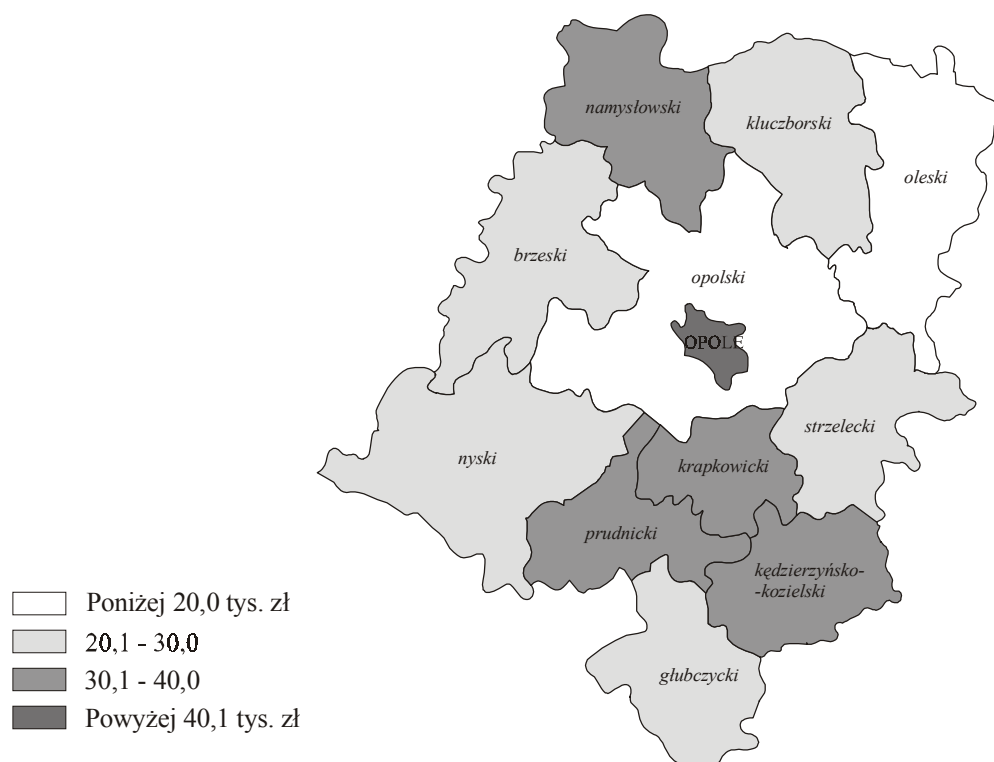 namysłowski
kluczborski
oleski
brzeski
opolski
OPOLE
strzelecki
nyski
krapkowicki
prudnicki
kędzierzyńsko-
-kozielski
głubczycki
Poniżej 20,0 tys. zł
20,1 - 30,0
30,1 - 40,0
Powyżej 40,1 tys. zł